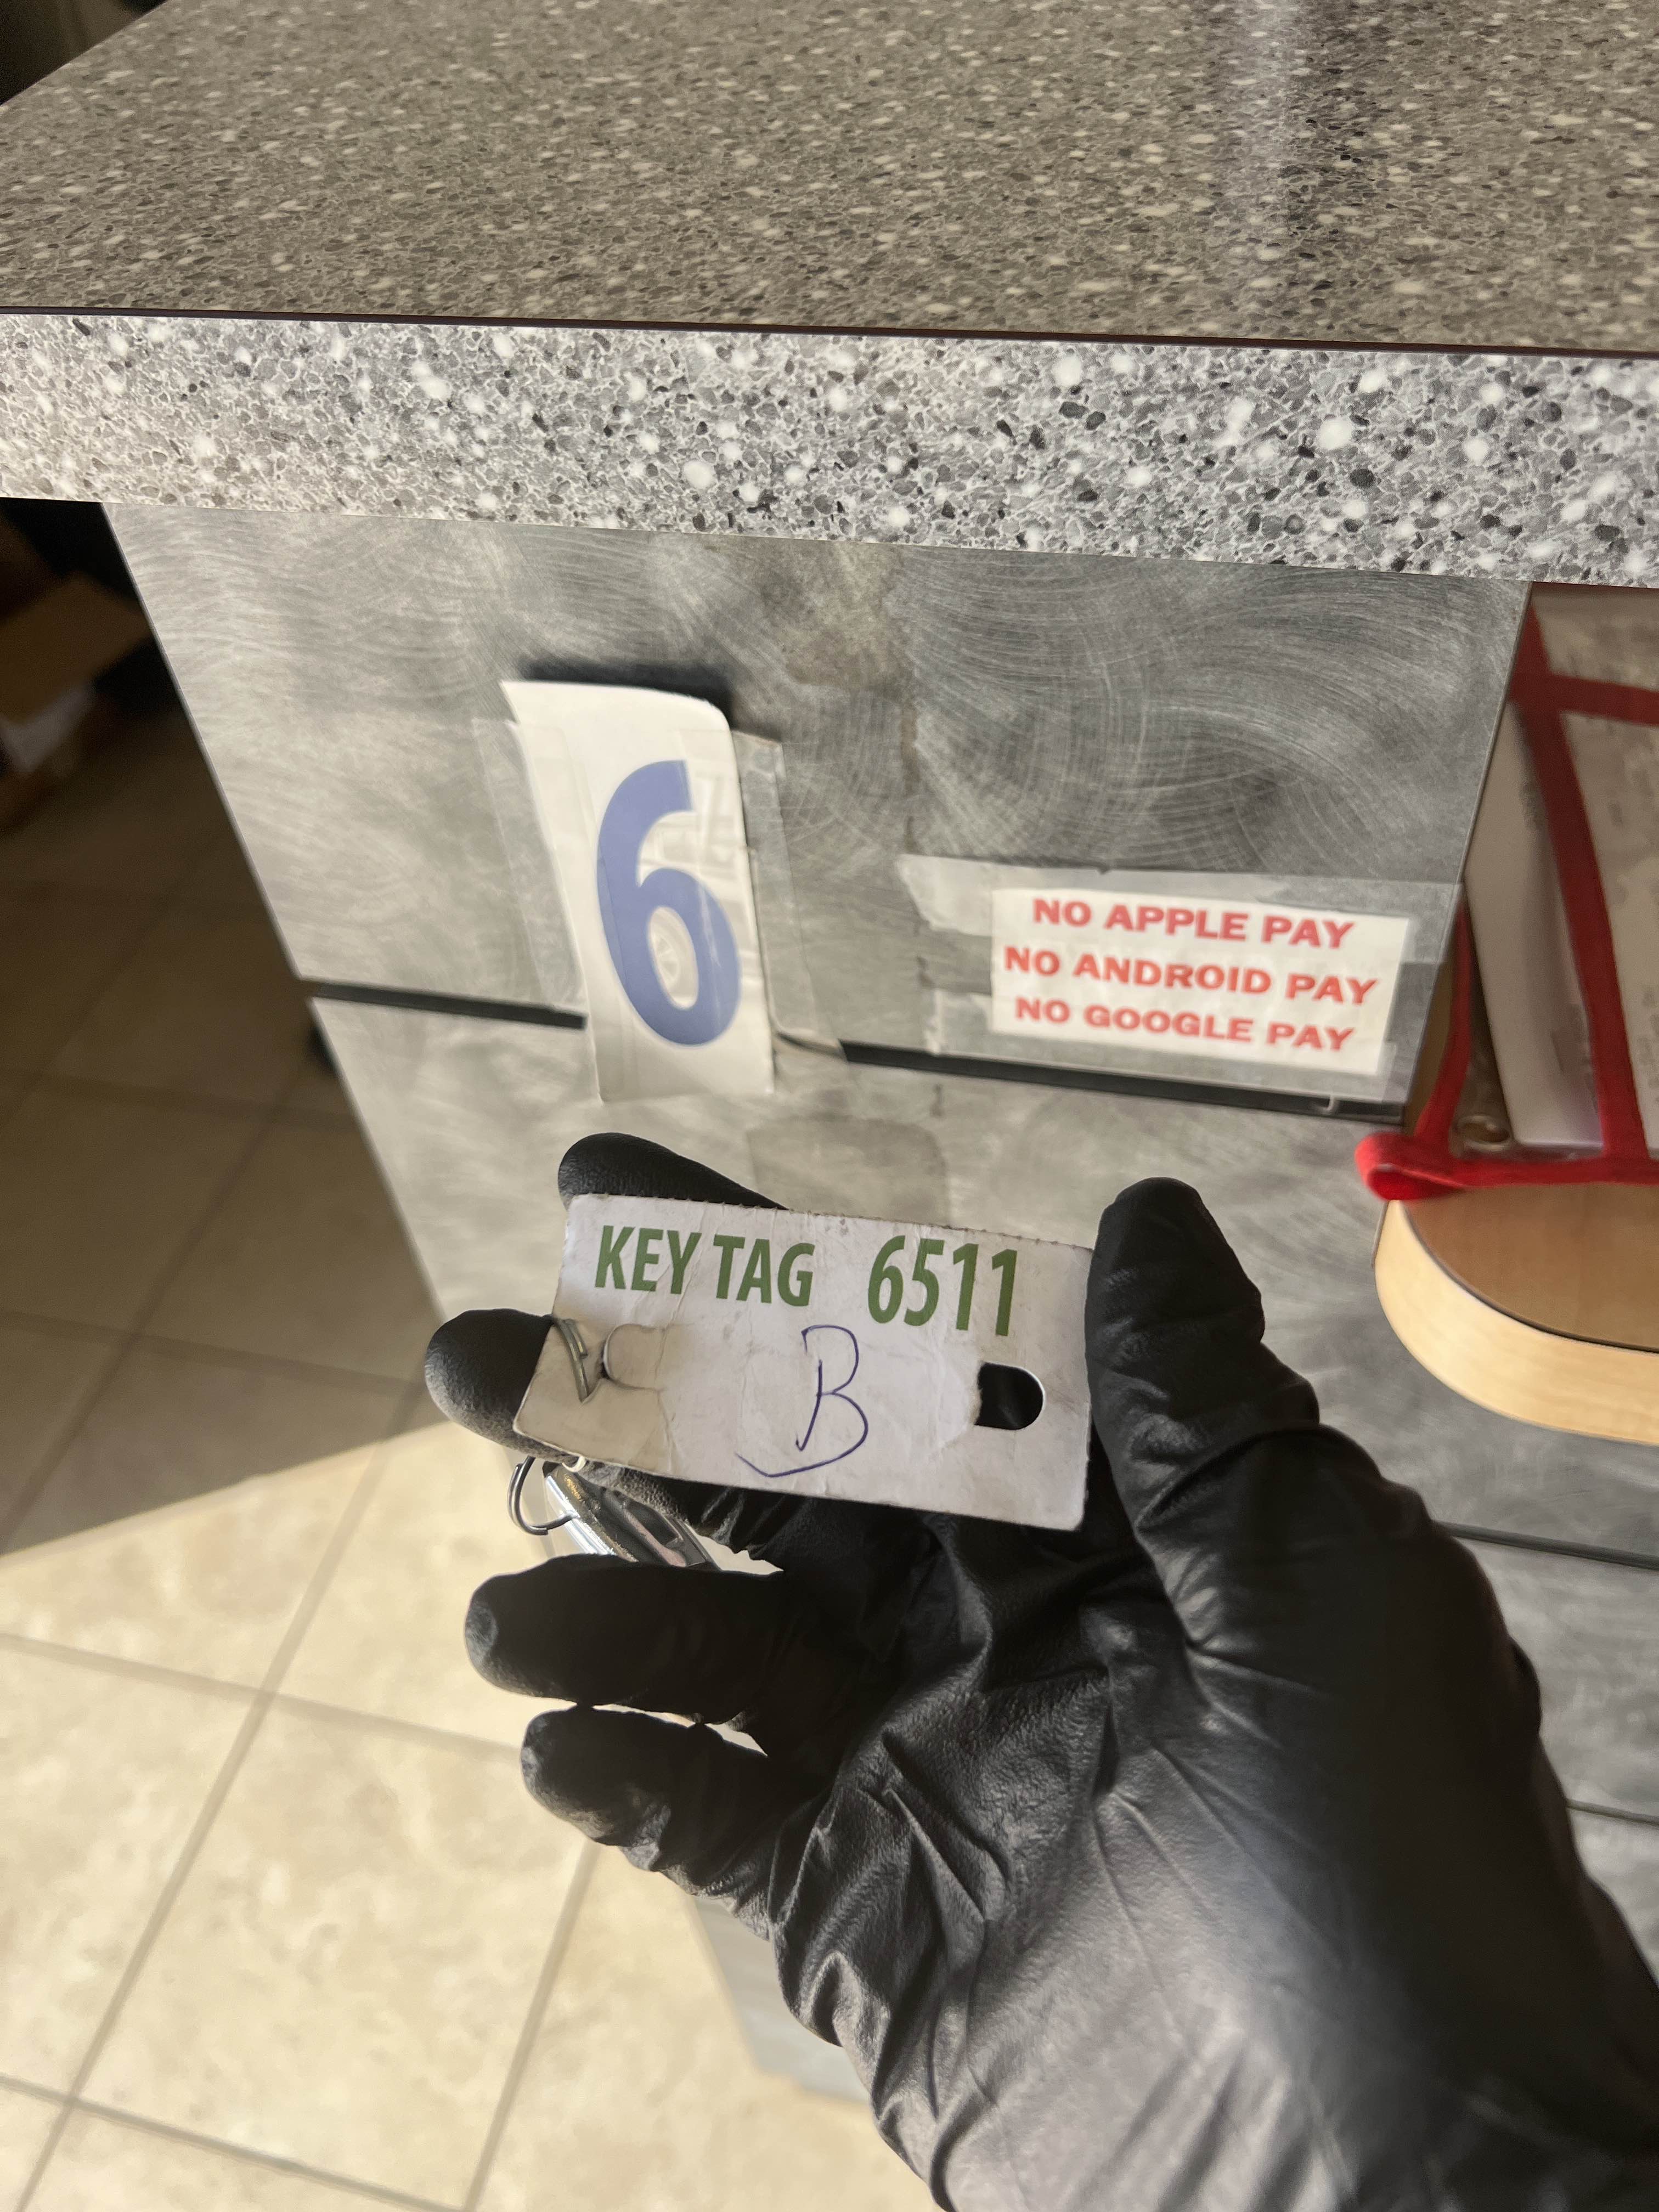 6
NO APPLE PAY
NO ANDROID PAY
NO GOOGLE PAY
KEY TAG 6511
B